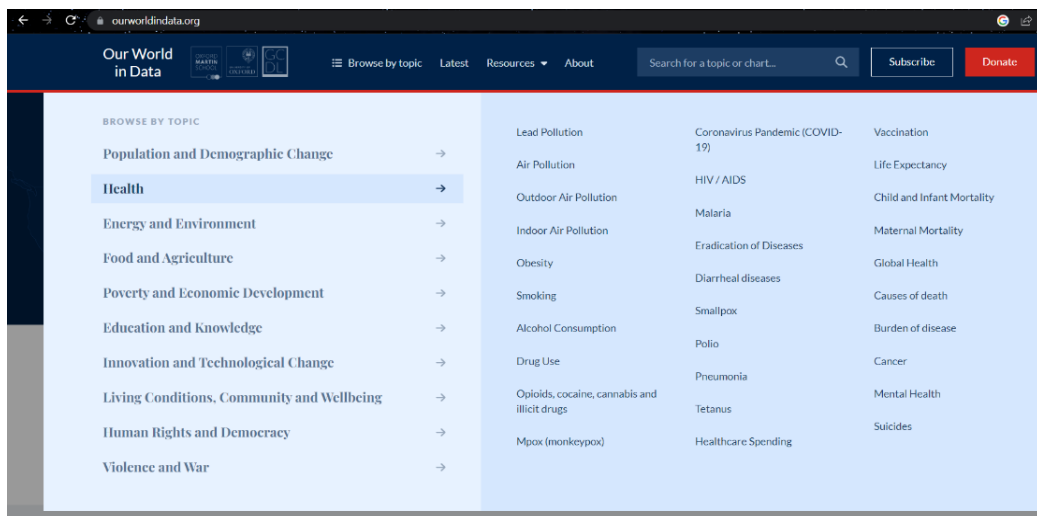 ourworldindata.org
Our World
in Data
OXFORD
MARTIN
SCHOOL
OXFORD
GC
DL
Browse by topic
Latest
Resources
About
Search for a topic or chart...
Subscribe
Donate
BROWSE BY TOPIC
Population and Demographic Change
Health
Energy and Environment
Food and Agriculture
Poverty and Economic Development
Education and Knowledge
Innovation and Technological Change
Living Conditions, Community and Wellbeing
Human Rights and Democracy
Violence and War
Lead Pollution
Air Pollution
Outdoor Air Pollution
Indoor Air Pollution
Obesity
Smoking
Alcohol Consumption
Drug Use
Opioids, cocaine, cannabis and
illicit drugs
Mpox (monkeypox)
Coronavirus Pandemic (COVID-
19)
HIV / AIDS
Malaria
Eradication of Diseases
Diarrheal diseases
Smallpox
Polio
Pneumonia
Tetanus
Healthcare Spending
Vaccination
Life Expectancy
Child and Infant Mortality
Maternal Mortality
Global Health
Causes of death
Burden of disease
Cancer
Mental Health
Suicides